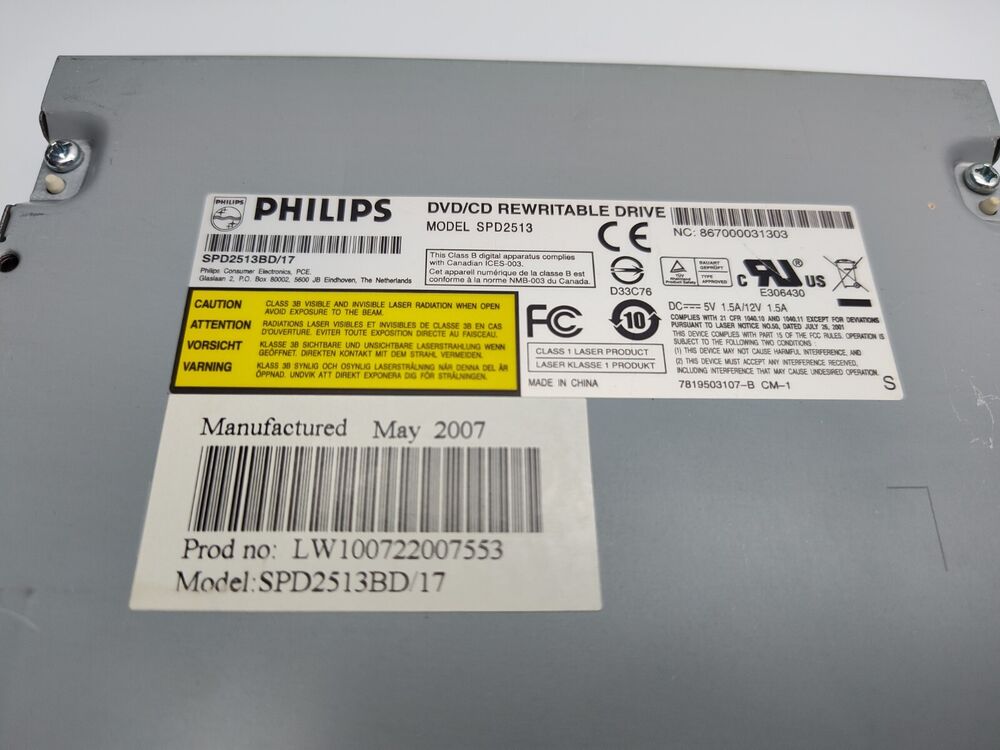 PHILIPS
PHILIPS
DVD/CD REWRITABLE DRIVE
MODEL SPD2513
NC: 867000031303
SPD2513BD/17
Philips Consumer Electronics, PCE.
Glaslaan 2, P.O. Box 80002, 5600 JB Eindhoven, The Netherlands
This Class B digital apparatus complies
with Canadian ICES-003.
Cet appareil numérique de la classe B est
conforme à la norme NMB-003 du Canada.
CE
D33C76
TÜV
Product Safety
BAUART
GEPRÜFT
TYPE
APPROVED
C UL ® US
E306430
FC
10
CLASS 1 LASER PRODUCT
LASER KLASSE 1 PRODUKT
MADE IN CHINA
DC 5V 1.5A/12V 1.5A
COMPLIES WITH 21 CFR 1040.10 AND 1040.11 EXCEPT FOR DEVIATIONS
PURSUANT TO LASER NOTICE NO.50, DATED JULY 26, 2001
THIS DEVICE COMPLIES WITH PART 15 OF THE FCC RULES. OPERATION IS
SUBJECT TO THE FOLLOWING TWO CONDITIONS :
(1) THIS DEVICE MAY NOT CAUSE HARMFUL INTERFERENCE, AND
(2) THIS DEVICE MUST ACCEPT ANY INTERFERENCE RECEIVED,
INCLUDING INTERFERENCE THAT MAY CAUSE UNDESIRED OPERATION.
7819503107-B CM-1
S
CAUTION CLASS 3B VISIBLE AND INVISIBLE LASER RADIATION WHEN OPEN
AVOID EXPOSURE TO THE BEAM.
ATTENTION RADIATIONS LASER VISIBLES ET INVISIBLES DE CLASSE 3B EN CAS
D'OUVERTURE EVITER TOUTE EXPOSITION DIRECTE AU FAISCEAU.
VORSICHT KLASSE 3B SICHTBARE UND UNSICHTBARE LASERSTRAHLUNG WENN
GEÖFFNET. DIREKTEN KONTAKT MIT DEM STRAHL VERMEIDEN.
VARNING KLASS 3B SYNLIG OCH OSYNLIG LASERSTRÅLNING NÄR DENNA DEL ÄR
ÖPPNAD. UNDVIK ATT DIREKT EXPONERA DIG FÖR STRÅLNINGEN.
Manufactured May 2007
Prod no: LW100722007553
Model:SPD2513BD/17